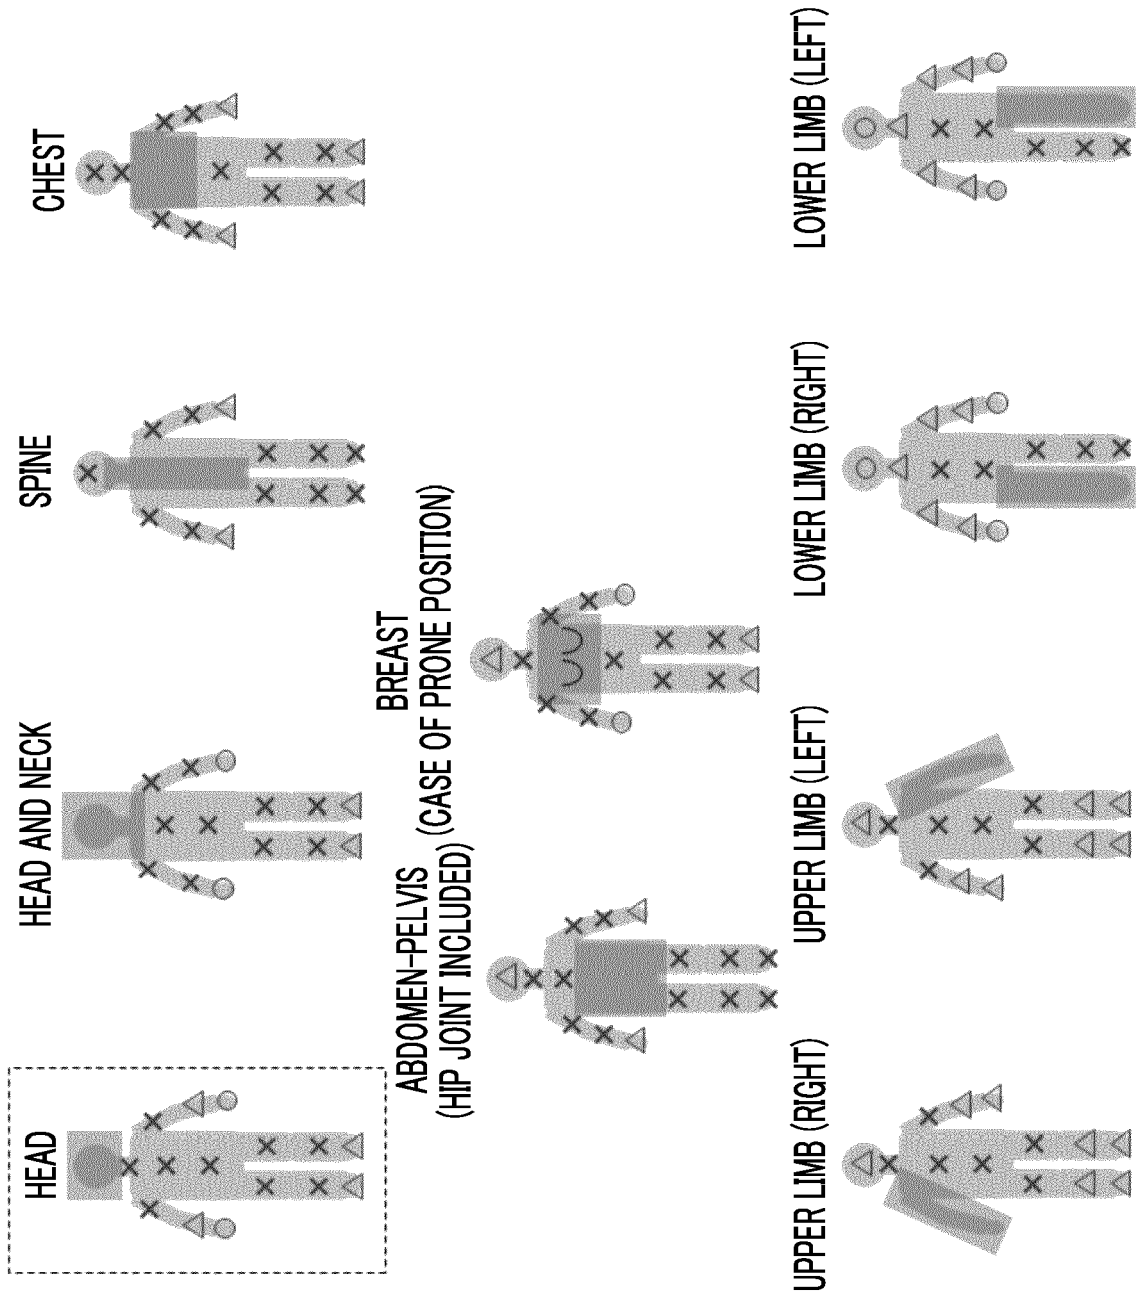 HEAD
HEAD AND NECK
SPINE
CHEST
ABDOMEN-PELVIS
(HIP JOINT INCLUDED)
BREAST
(CASE OF PRONE POSITION)
UPPER LIMB (RIGHT)
UPPER LIMB (LEFT)
LOWER LIMB (RIGHT)
LOWER LIMB (LEFT)